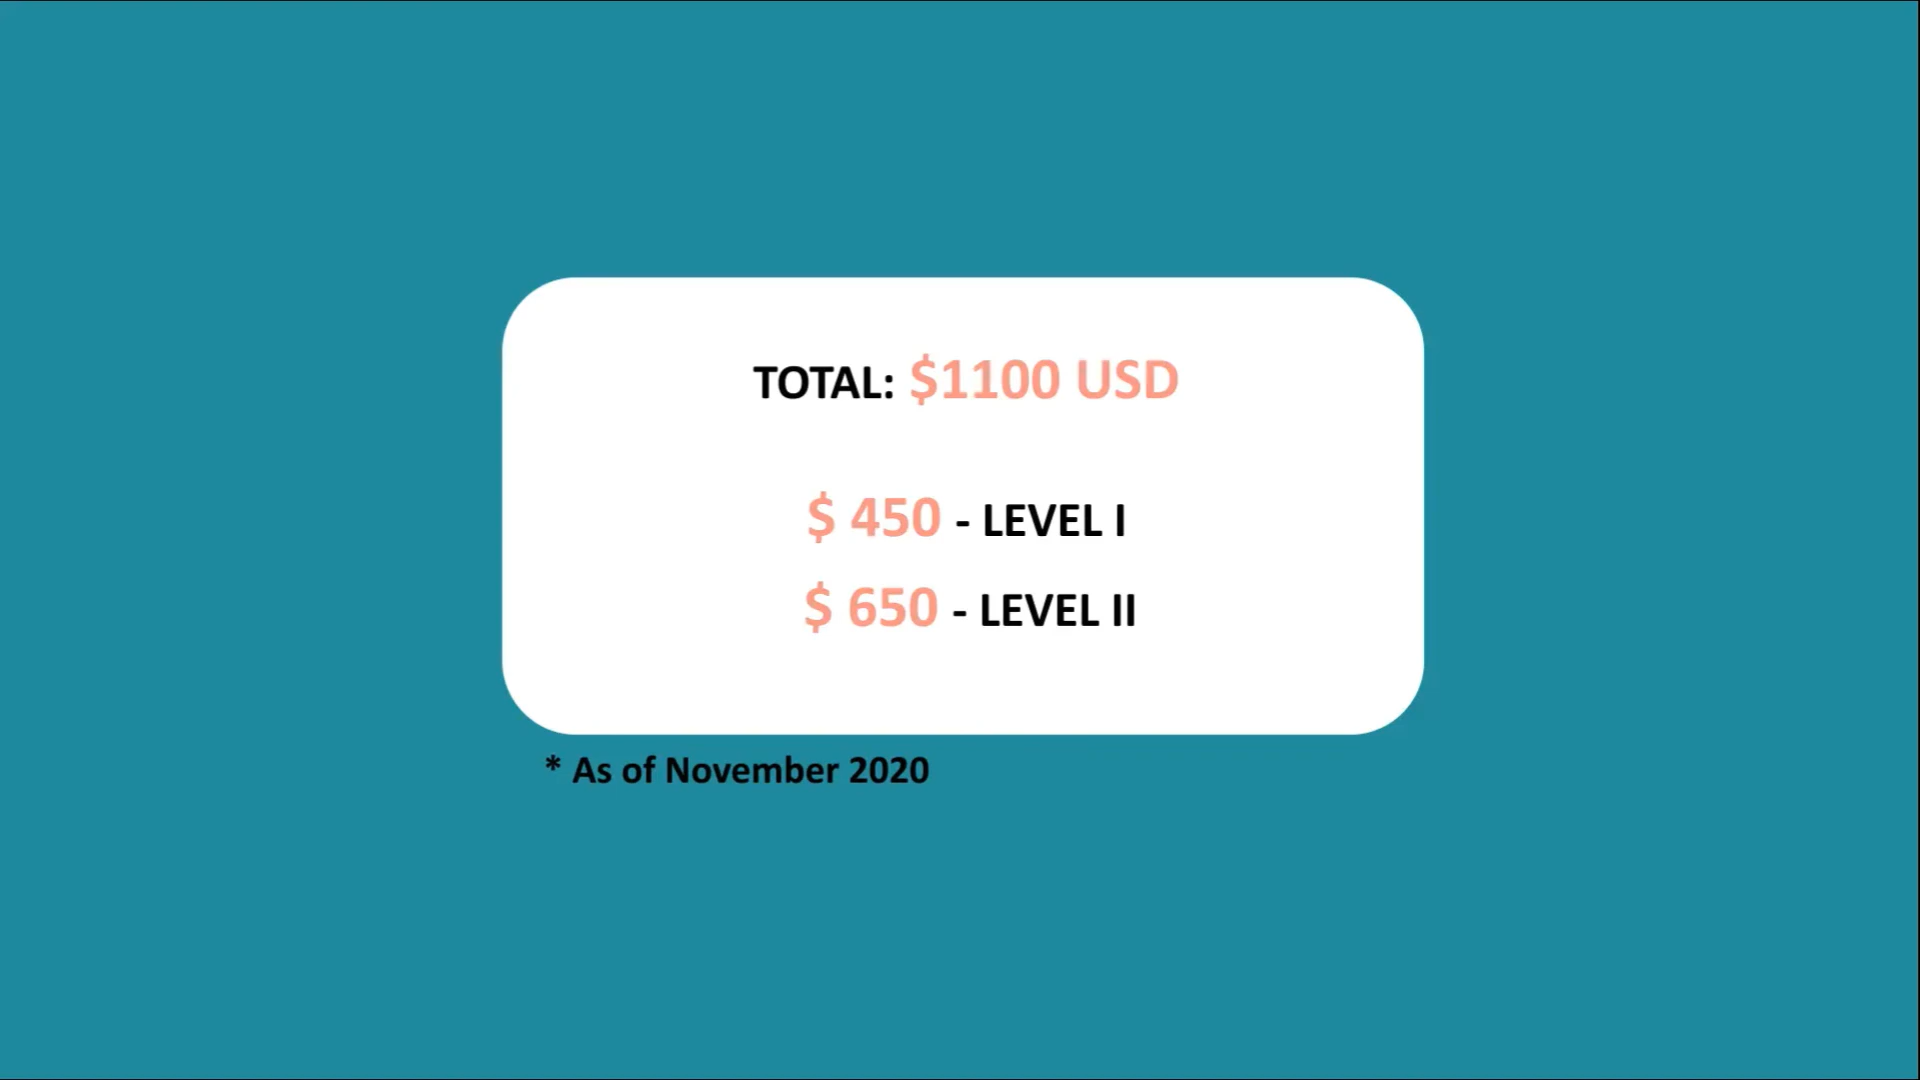 TOTAL: $1100 USD
$ 450 - LEVEL I
$ 650 - LEVEL II
* As of November 2020